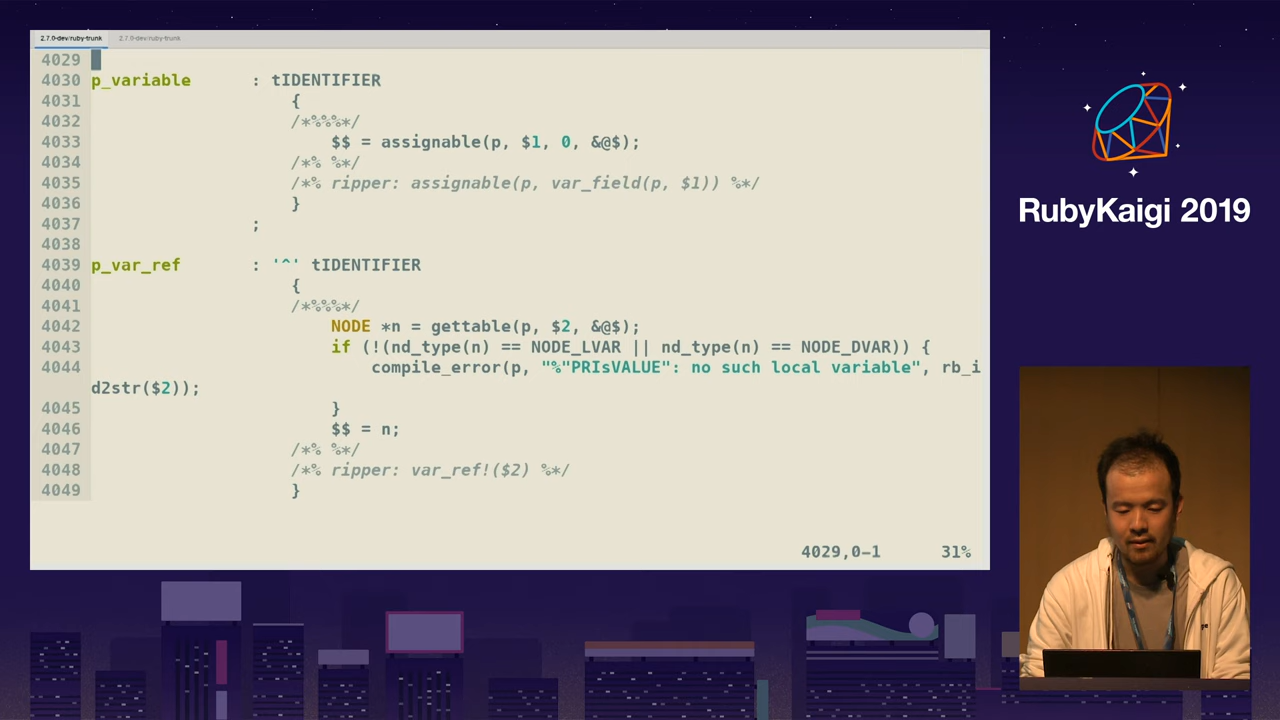 2.7.0-dev/ruby-trunk 2.7.0-dev/ruby-trunk
4029
4030 p_variable : tIDENTIFIER
4031 {
4032 /*%%%*/
4033 $$ = assignable(p, $1, 0, &@$);
4034 /*% %*/
4035 /*% ripper: assignable(p, var_field(p, $1)) %*/
4036 }
4037 ;
4038
4039 p_var_ref : '^' tIDENTIFIER
4040 {
4041 /*%%%*/
4042 NODE *n = gettable(p, $2, &@$);
4043 if (!(nd_type(n) == NODE_LVAR || nd_type(n) == NODE_DVAR)) {
4044 compile_error(p, "%"PRIsVALUE": no such local variable", rb_i
d2str($2));
4045 }
4046 $$ = n;
4047 /*% %*/
4048 /*% ripper: var_ref!($2) %*/
4049 }
4029,0-1 31%
RubyKaigi 2019